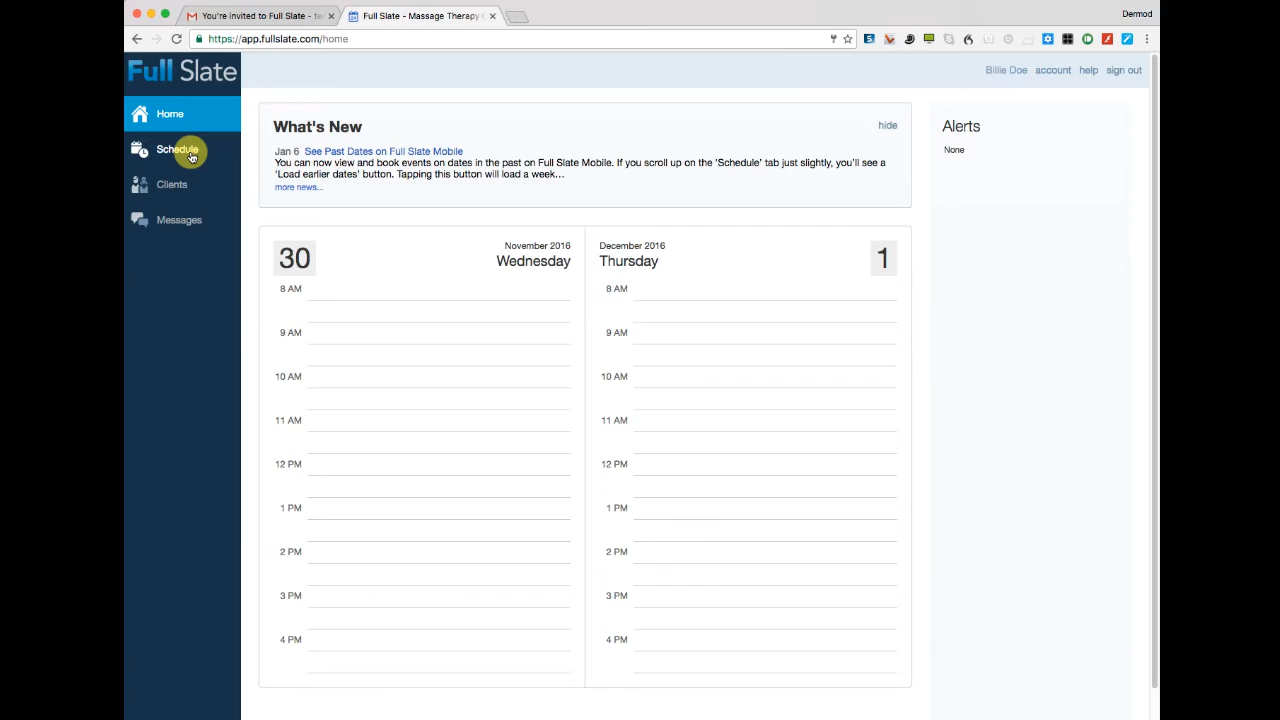 You're invited to Full Slate - te
Full Slate - Massage Therapy C
Dermod
https://app.fullslate.com/home
Full Slate
Billie Doe account help sign out
Home
Schedule
Clients
Messages
What's New
hide
Jan 6 See Past Dates on Full Slate Mobile
You can now view and book events on dates in the past on Full Slate Mobile. If you scroll up on the 'Schedule' tab just slightly, you'll see a
'Load earlier dates' button. Tapping this button will load a week…
more news...
Alerts
None
30
November 2016
Wednesday
8 AM
9 AM
10 AM
11 AM
12 PM
1 PM
2 PM
3 PM
4 PM
December 2016
Thursday
1
8 AM
9 AM
10 AM
11 AM
12 PM
1 PM
2 PM
3 PM
4 PM